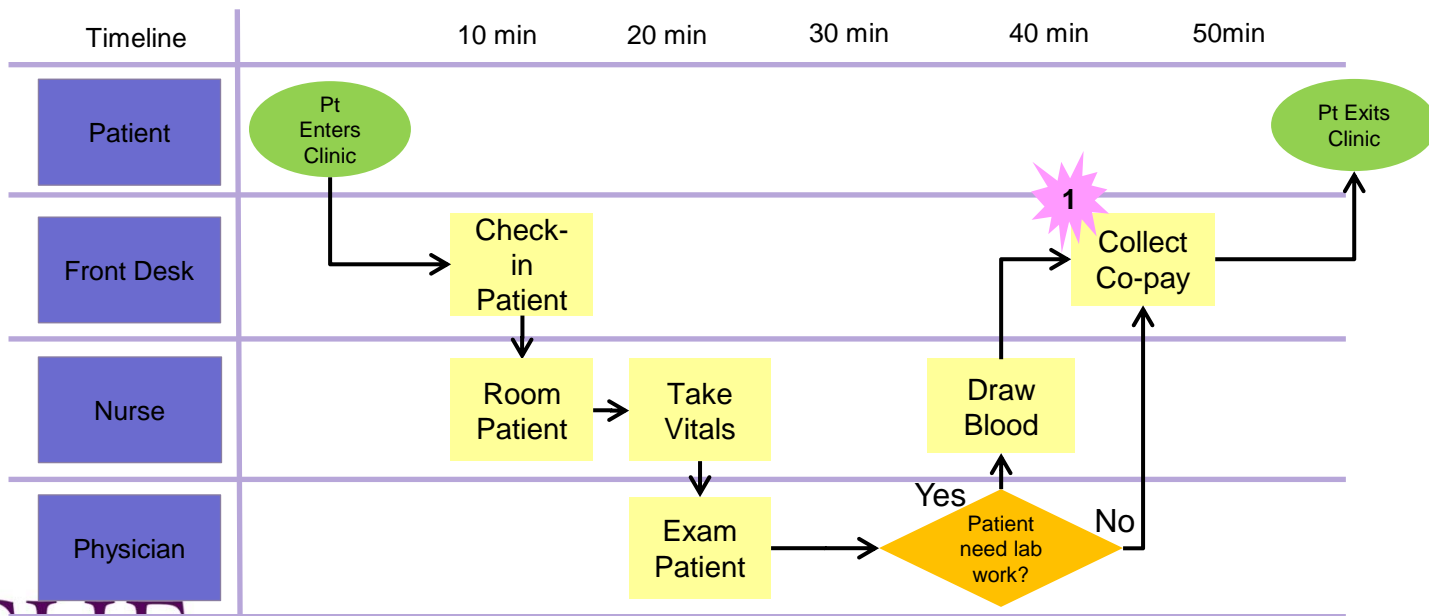 Timeline
10 min
20 min
30 min
40 min
50min
Patient
Pt
Enters
Clinic
Pt Exits
Clinic
1
Front Desk
Check-
in
Patient
Collect
Co-pay
Nurse
Room
Patient
Take
Vitals
Draw
Blood
Physician
Exam
Patient
Yes
Patient
need lab
work?
No